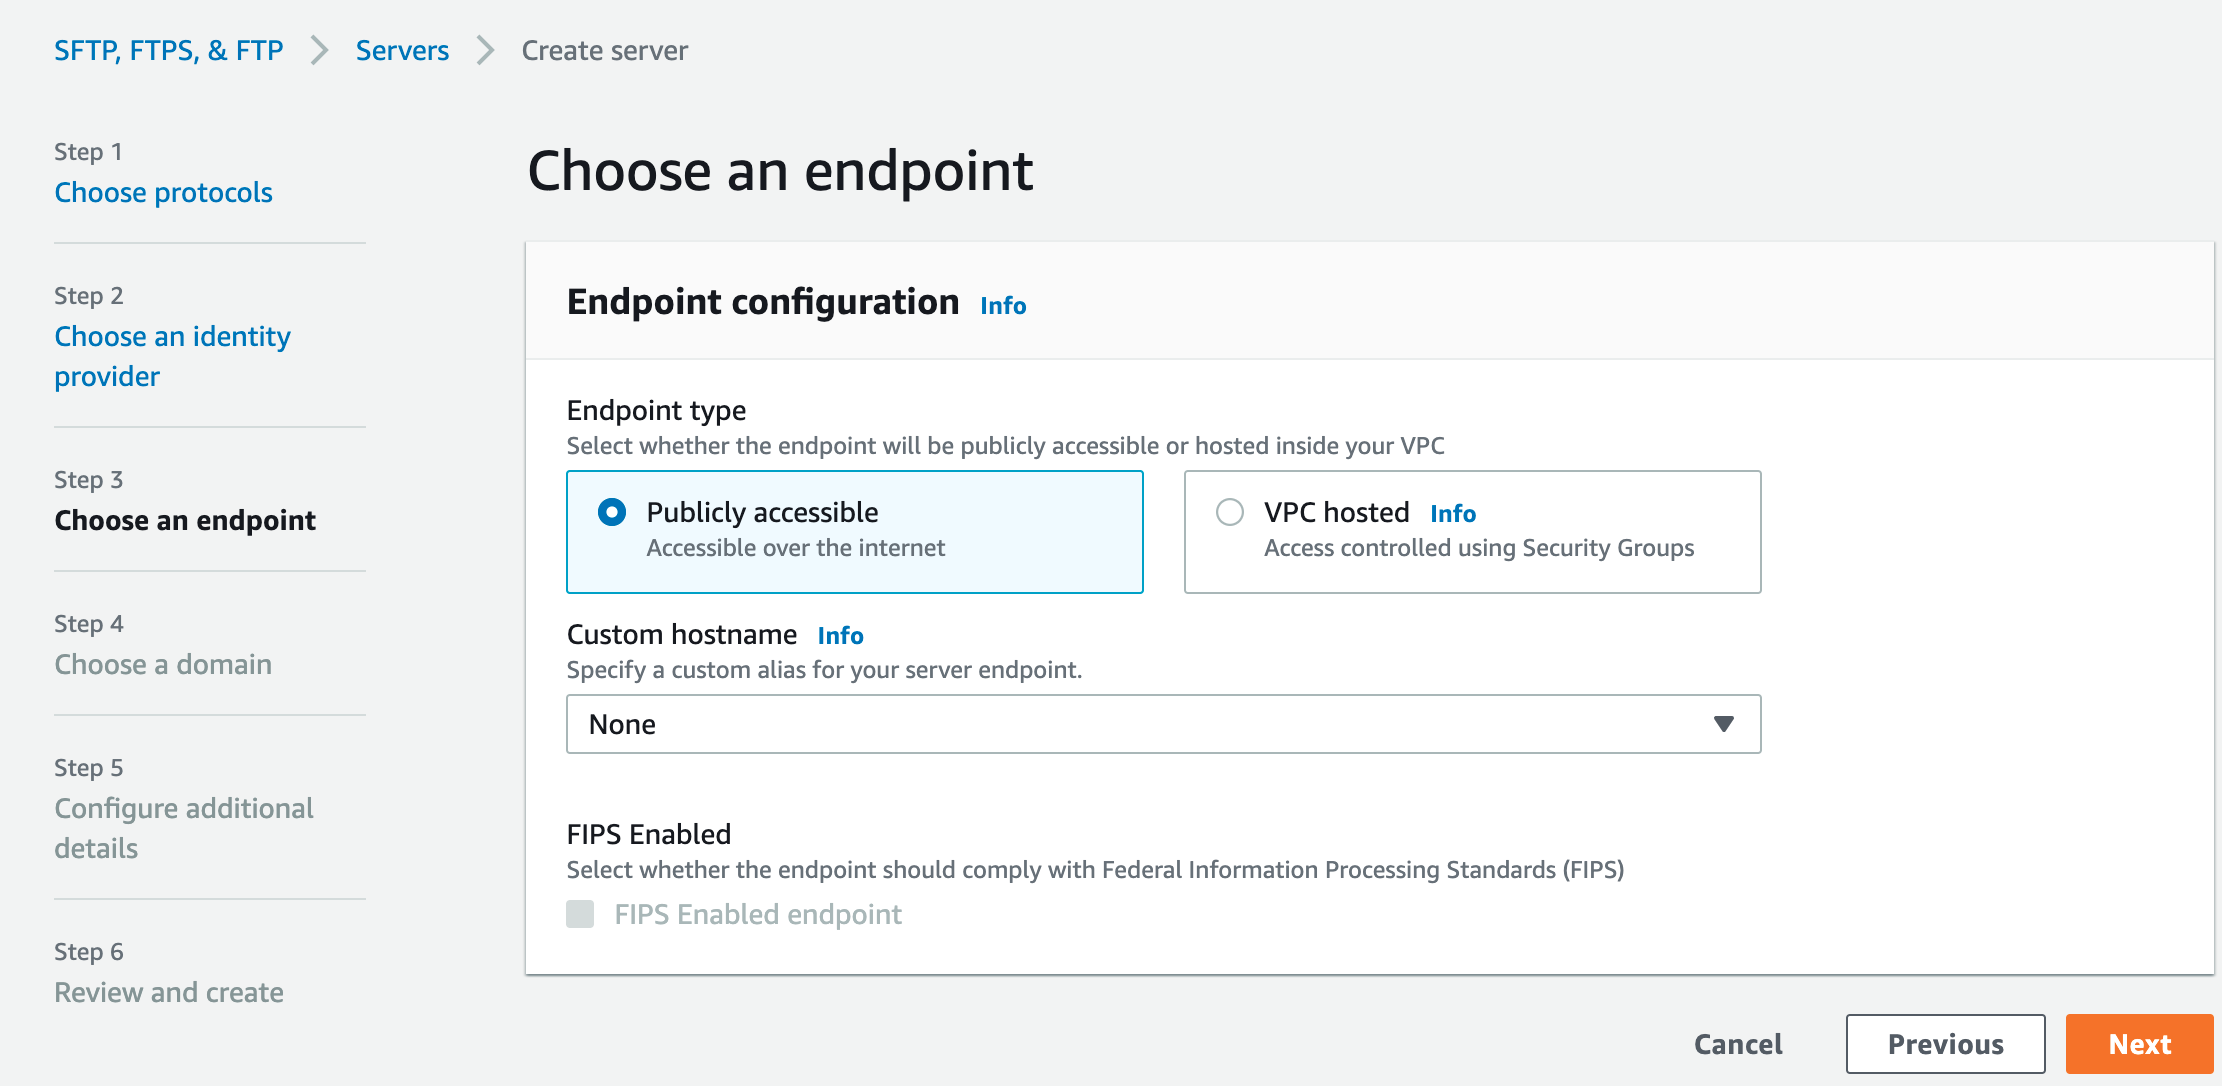 SFTP, FTPS, & FTP > Servers > Create server
Step 1
Choose protocols
Step 2
Choose an identity
provider
Step 3
Choose an endpoint
Step 4
Choose a domain
Step 5
Configure additional
details
Step 6
Review and create
Choose an endpoint
Endpoint configuration Info
Endpoint type
Select whether the endpoint will be publicly accessible or hosted inside your VPC
Publicly accessible
Accessible over the internet
VPC hosted Info
Access controlled using Security Groups
Custom hostname Info
Specify a custom alias for your server endpoint.
None
FIPS Enabled
Select whether the endpoint should comply with Federal Information Processing Standards (FIPS)
FIPS Enabled endpoint
Cancel Previous Next